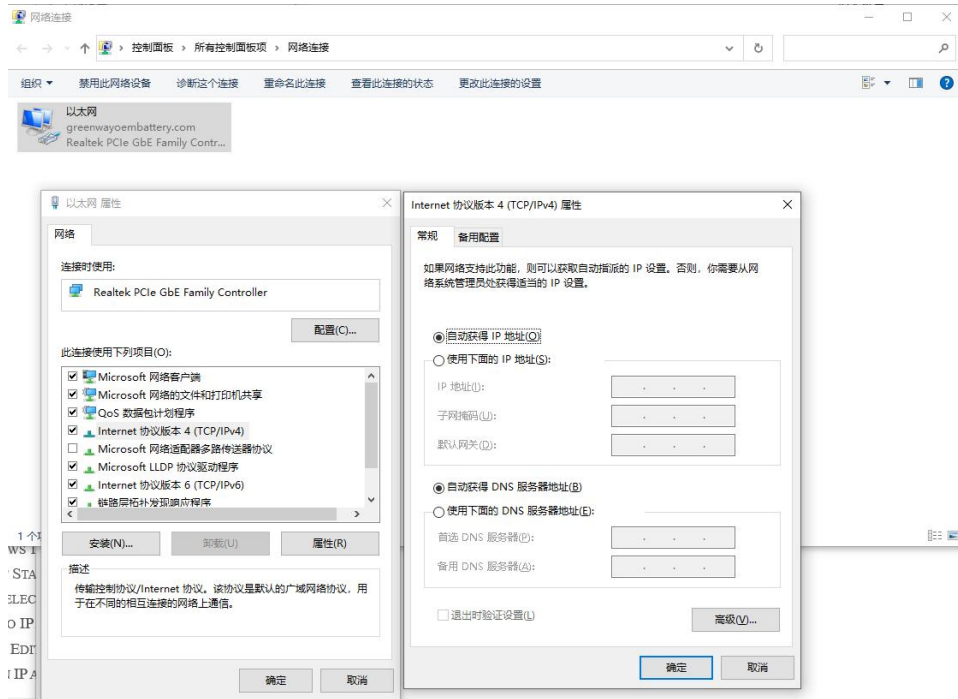 网络连接
控制面板 › 所有控制面板项 › 网络连接
组织 禁用此网络设备 诊断这个连接 重命名此连接 查看此连接的状态 更改此连接的设置
以太网
greenwayoembattery.com
Realtek PCIe GbE Family Contr...
以太网 属性
网络
连接时使用:
Realtek PCIe GbE Family Controller
配置(C)...
此连接使用下列项目(O):
Microsoft 网络客户端
Microsoft 网络的文件和打印机共享
QoS 数据包计划程序
Internet 协议版本 4 (TCP/IPv4)
Microsoft 网络适配器多路传送器协议
Microsoft LLDP 协议驱动程序
Internet 协议版本 6 (TCP/IPv6)
链路层拓扑发现响应程序
安装(N)... 卸载(U) 属性(R)
描述
传输控制协议/Internet 协议。该协议是默认的广域网络协议，用
于在不同的相互连接的网络上通信。
确定 取消
Internet 协议版本 4 (TCP/IPv4) 属性
常规 备用配置
如果网络支持此功能，则可以获取自动指派的 IP 设置。否则，你需要从网
络系统管理员处获得适当的 IP 设置。
自动获得 IP 地址(O)
使用下面的 IP 地址(S):
IP 地址(I):
子网掩码(U):
默认网关(D):
自动获得 DNS 服务器地址(B)
使用下面的 DNS 服务器地址(E):
首选 DNS 服务器(P):
备用 DNS 服务器(A):
退出时验证设置(L)
高级(V)...
确定 取消
1 个
STA
ELEC
O IP
EDIT
IP A